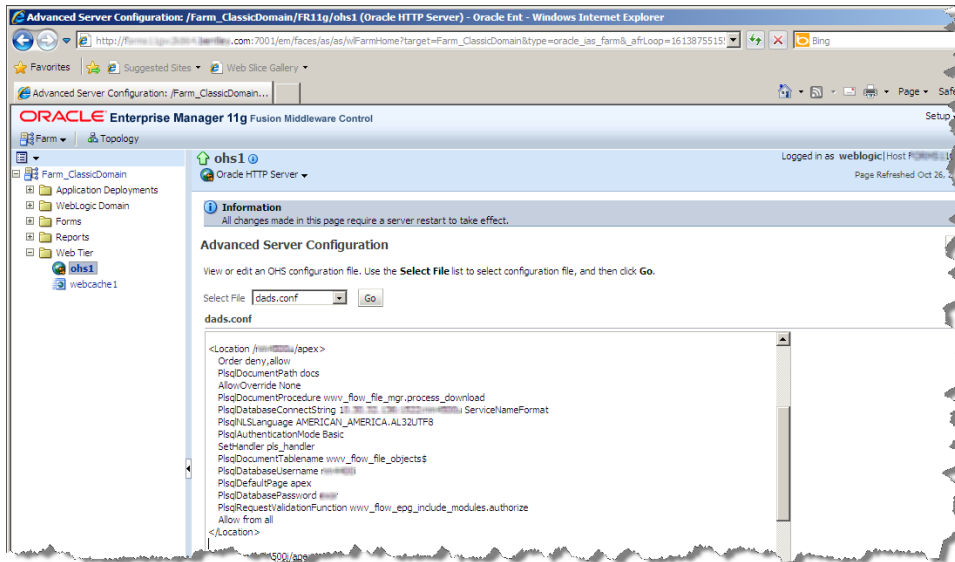 Advanced Server Configuration: /Farm_ClassicDomain/FR11g/ohs1 (Oracle HTTP Server) - Oracle Ent - Windows Internet Explorer
.com:7001/em/faces/as/as/wlFarmHome?target=Farm_ClassicDomain&type=oracle_ias_farm&_afrLoop=1613875515
Bing
Favorites Suggested Sites Web Slice Gallery
Advanced Server Configuration: /Farm_ClassicDomain...
Page Safe
ORACLE Enterprise Manager 11g Fusion Middleware Control
Setup
Farm Topology
ohs1
Logged in as weblogic|Host
Oracle HTTP Server
Page Refreshed Oct 26,
Farm_ClassicDomain
Application Deployments
WebLogic Domain
Forms
Reports
Web Tier
ohs1
webcache1
Information
All changes made in this page require a server restart to take effect.
Advanced Server Configuration
View or edit an OHS configuration file. Use the Select File list to select configuration file, and then click Go.
Select File dads.conf Go
dads.conf
<Location /apex>
Order deny,allow
PlsqlDocumentPath docs
AllowOverride None
PlsqlDocumentProcedure wwv_flow_file_mgr.process_download
PlsqlDatabaseConnectString ServiceNameFormat
PlsqlNLSLanguage AMERICAN_AMERICA.AL32UTF8
PlsqlAuthenticationMode Basic
SetHandler pls_handler
PlsqlDocumentTablename wwv_flow_file_objects$
PlsqlDatabaseUsername
PlsqlDefaultPage apex
PlsqlDatabasePassword
PlsqlRequestValidationFunction wwv_flow_epg_include_modules.authorize
Allow from all
</Location>